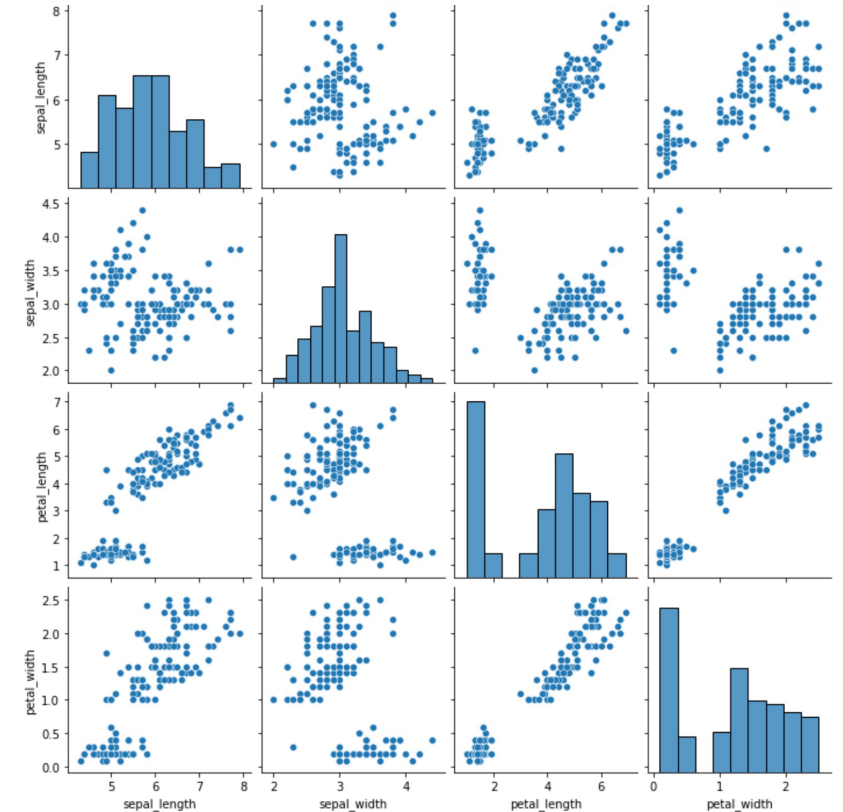 sepal_length
8
7
6
5
sepal_width
4.5
4.0
3.5
3.0
2.5
2.0
petal_length
7
6
5
4
3
2
1
petal_width
2.5
2.0
1.5
1.0
0.5
0.0
5 6 7 8
sepal_length
2 3 4
sepal_width
2 4 6
petal_length
0 1 2
petal_width